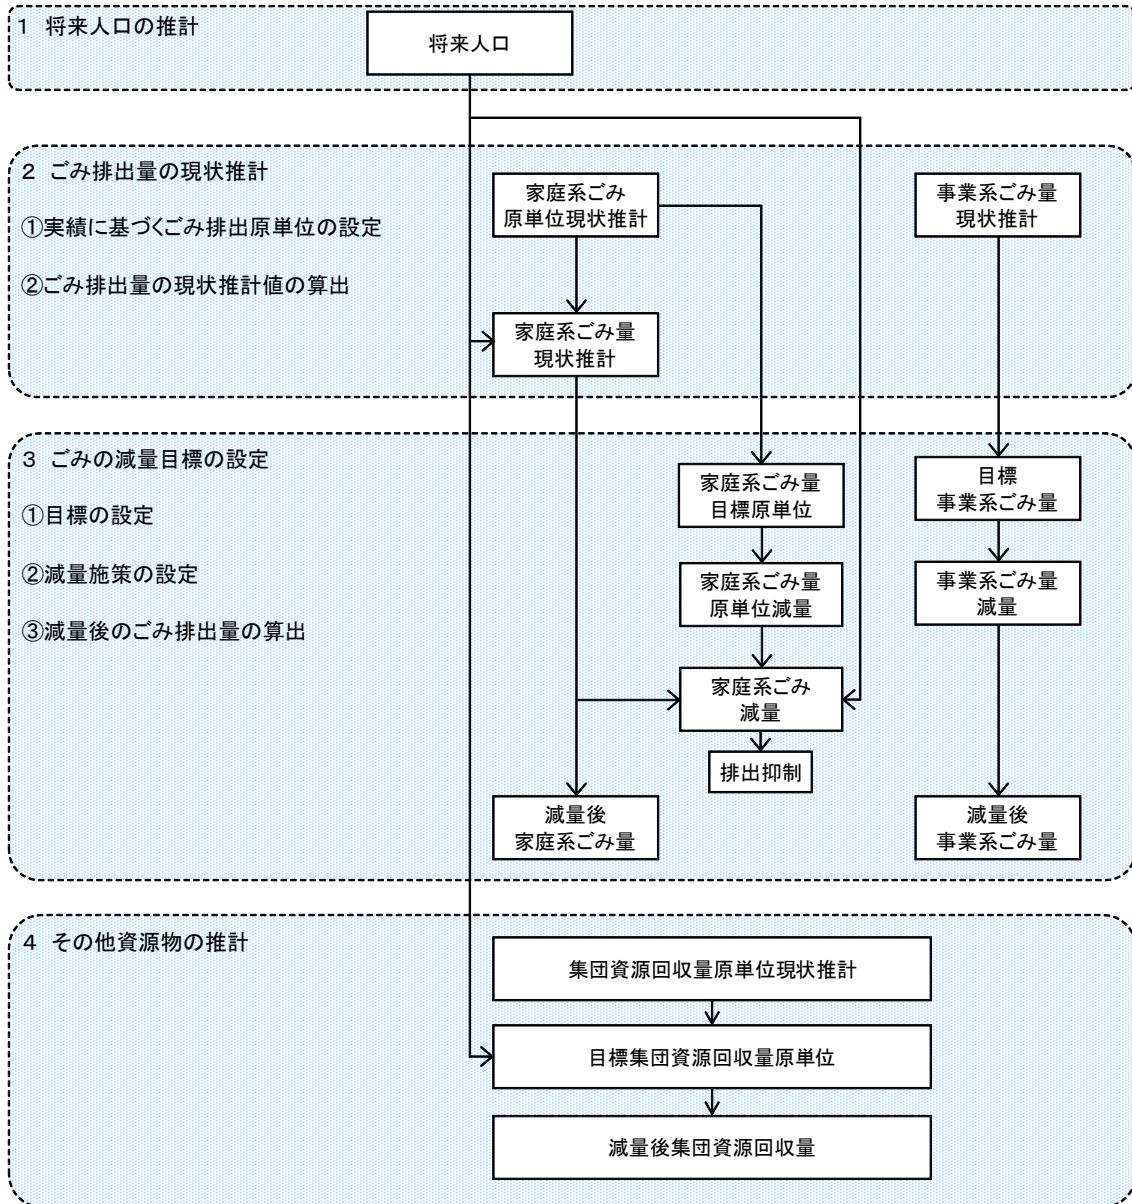 1 将来人口の推計
将来人口
2 ごみ排出量の現状推計
①実績に基づくごみ排出原単位の設定
②ごみ排出量の現状推計値の算出
家庭系ごみ
原単位現状推計
事業系ごみ量
現状推計
家庭系ごみ量
現状推計
3 ごみの減量目標の設定
①目標の設定
②減量施策の設定
③減量後のごみ排出量の算出
家庭系ごみ量
目標原単位
目標
事業系ごみ量
家庭系ごみ量
原単位減量
事業系ごみ量
減量
家庭系ごみ
減量
排出抑制
減量後
家庭系ごみ量
減量後
事業系ごみ量
4 その他資源物の推計
集団資源回収量原単位現状推計
目標集団資源回収量原単位
減量後集団資源回収量